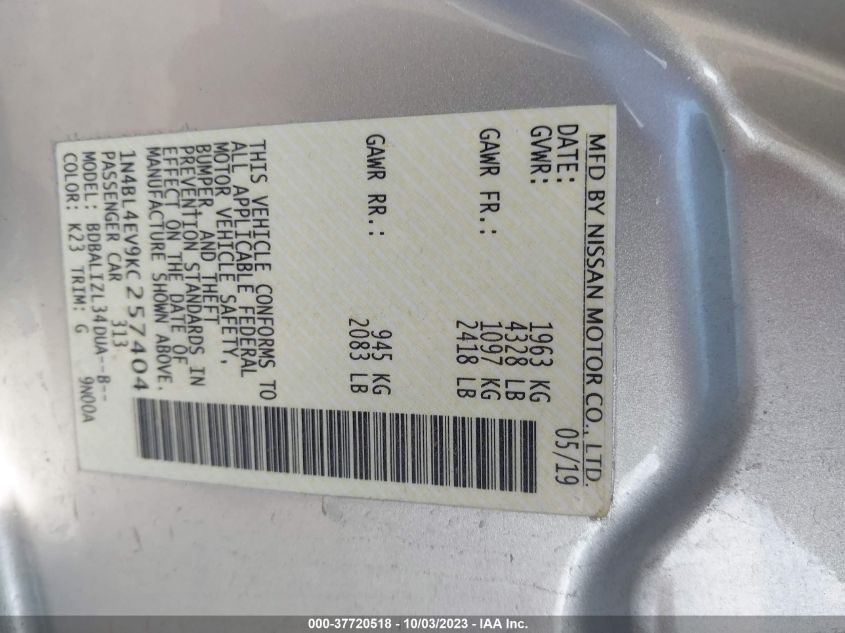 MFD BY NISSAN MOTOR CO., LTD.
DATE: 05/19
GVWR: 1963 KG
4328 LB
GAWR FR.: 1097 KG
2418 LB
GAWR RR.: 945 KG
2083 LB
THIS VEHICLE CONFORMS TO
ALL APPLICABLE FEDERAL
MOTOR VEHICLE SAFETY,
BUMPER, AND THEFT
PREVENTION STANDARDS IN
EFFECT ON THE DATE OF
MANUFACTURE SHOWN ABOVE.
1N4BL4EV9KC257404
PASSENGER CAR 313
MODEL: BDBALIZL34DUA--B--
COLOR: K23 TRIM: G 9N00A
000-37720518 - 10/03/2023 - IAA Inc.